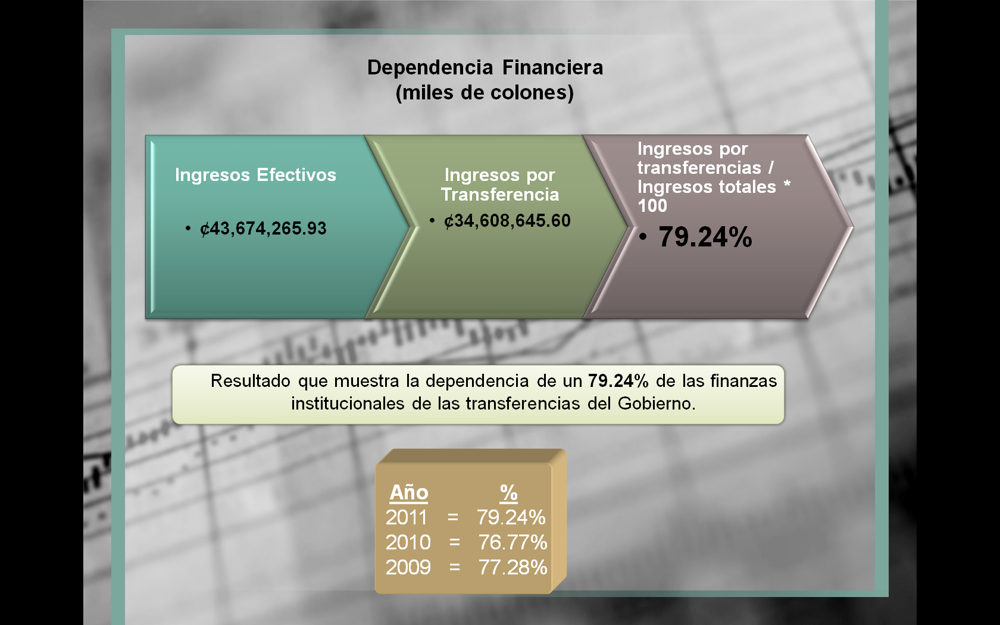 Dependencia Financiera
(miles de colones)
Ingresos Efectivos
• ₡43,674,265.93
Ingresos por
Transferencia
• ₡34,608,645.60
Ingresos por
transferencias /
Ingresos totales *
100
• 79.24%
Resultado que muestra la dependencia de un 79.24% de las finanzas
institucionales de las transferencias del Gobierno.
Año %
2011 = 79.24%
2010 = 76.77%
2009 = 77.28%